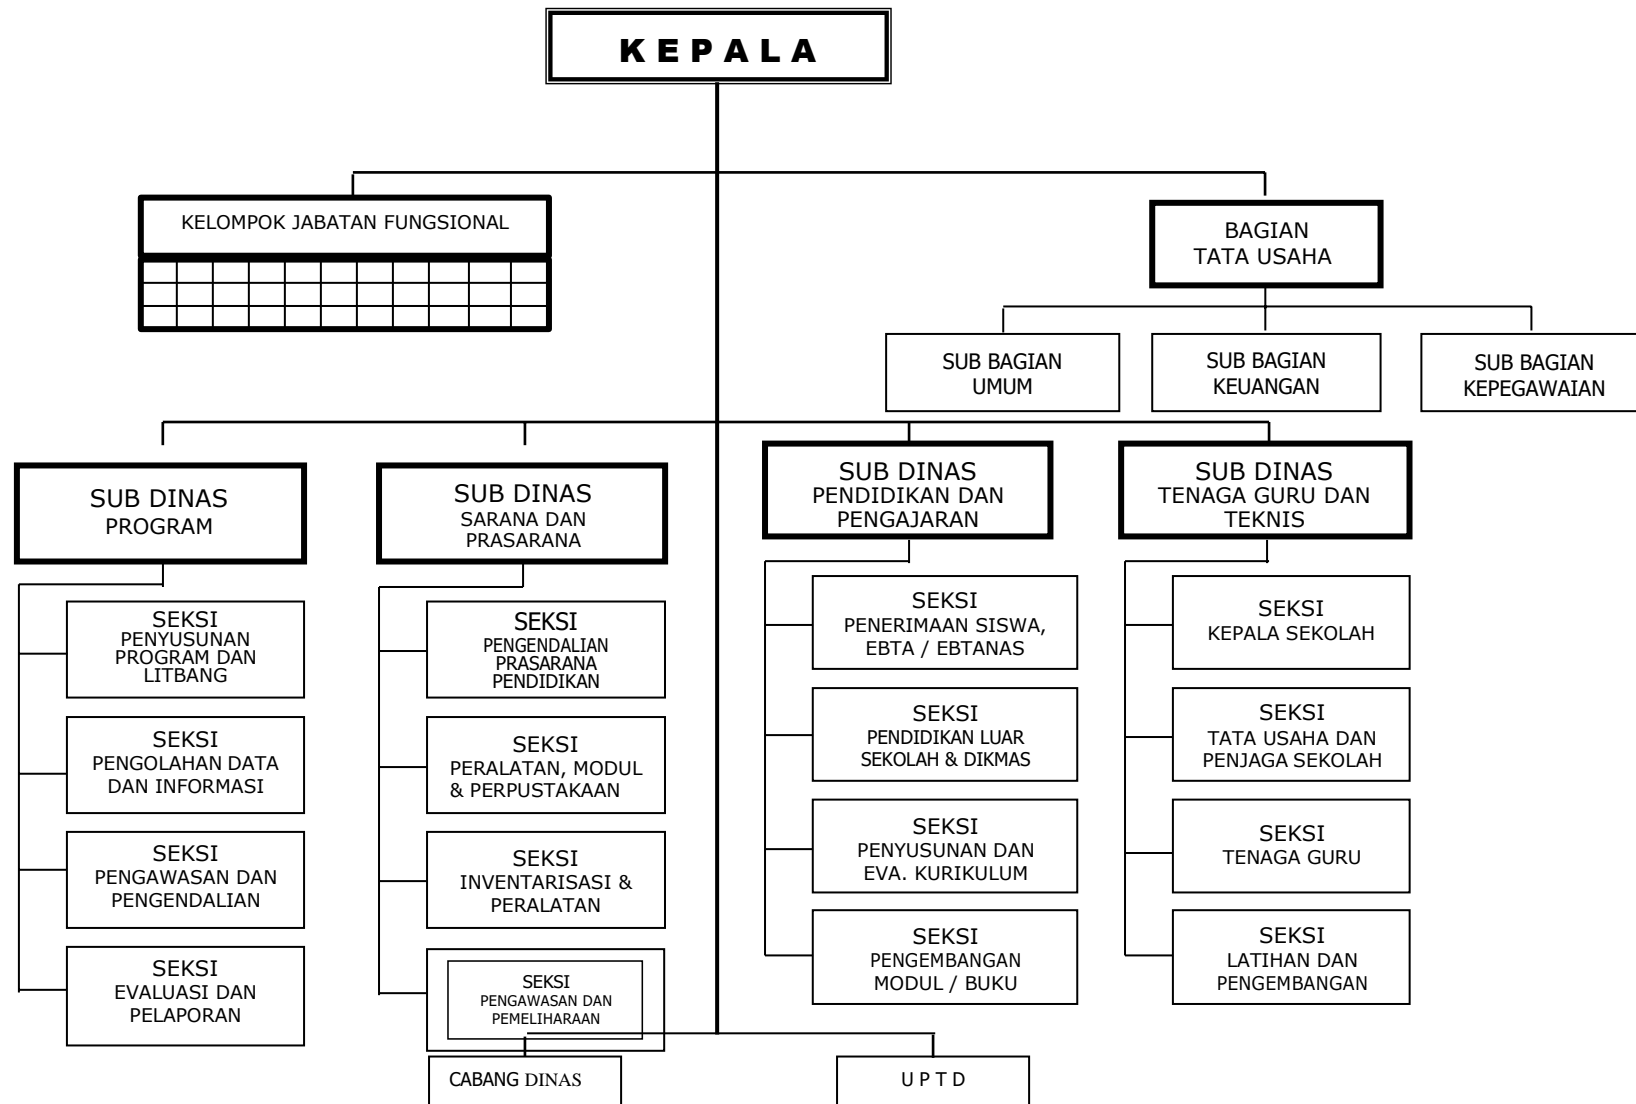 K E P A L A
KELOMPOK JABATAN FUNGSIONAL
BAGIAN
TATA USAHA
SUB BAGIAN
UMUM
SUB BAGIAN
KEUANGAN
SUB BAGIAN
KEPEGAWAIAN
SUB DINAS
PROGRAM
SEKSI
PENYUSUNAN
PROGRAM DAN
LITBANG
SEKSI
PENGOLAHAN DATA
DAN INFORMASI
SEKSI
PENGAWASAN DAN
PENGENDALIAN
SEKSI
EVALUASI DAN
PELAPORAN
SUB DINAS
SARANA DAN
PRASARANA
SEKSI
PENGENDALIAN
PRASARANA
PENDIDIKAN
SEKSI
PERALATAN, MODUL
& PERPUSTAKAAN
SEKSI
INVENTARISASI &
PERALATAN
SEKSI
PENGAWASAN DAN
PEMELIHARAAN
SUB DINAS
PENDIDIKAN DAN
PENGAJARAN
SEKSI
PENERIMAAN SISWA,
EBTA / EBTANAS
SEKSI
PENDIDIKAN LUAR
SEKOLAH & DIKMAS
SEKSI
PENYUSUNAN DAN
EVA. KURIKULUM
SEKSI
PENGEMBANGAN
MODUL / BUKU
SUB DINAS
TENAGA GURU DAN
TEKNIS
SEKSI
KEPALA SEKOLAH
SEKSI
TATA USAHA DAN
PENJAGA SEKOLAH
SEKSI
TENAGA GURU
SEKSI
LATIHAN DAN
PENGEMBANGAN
CABANG DINAS
U P T D